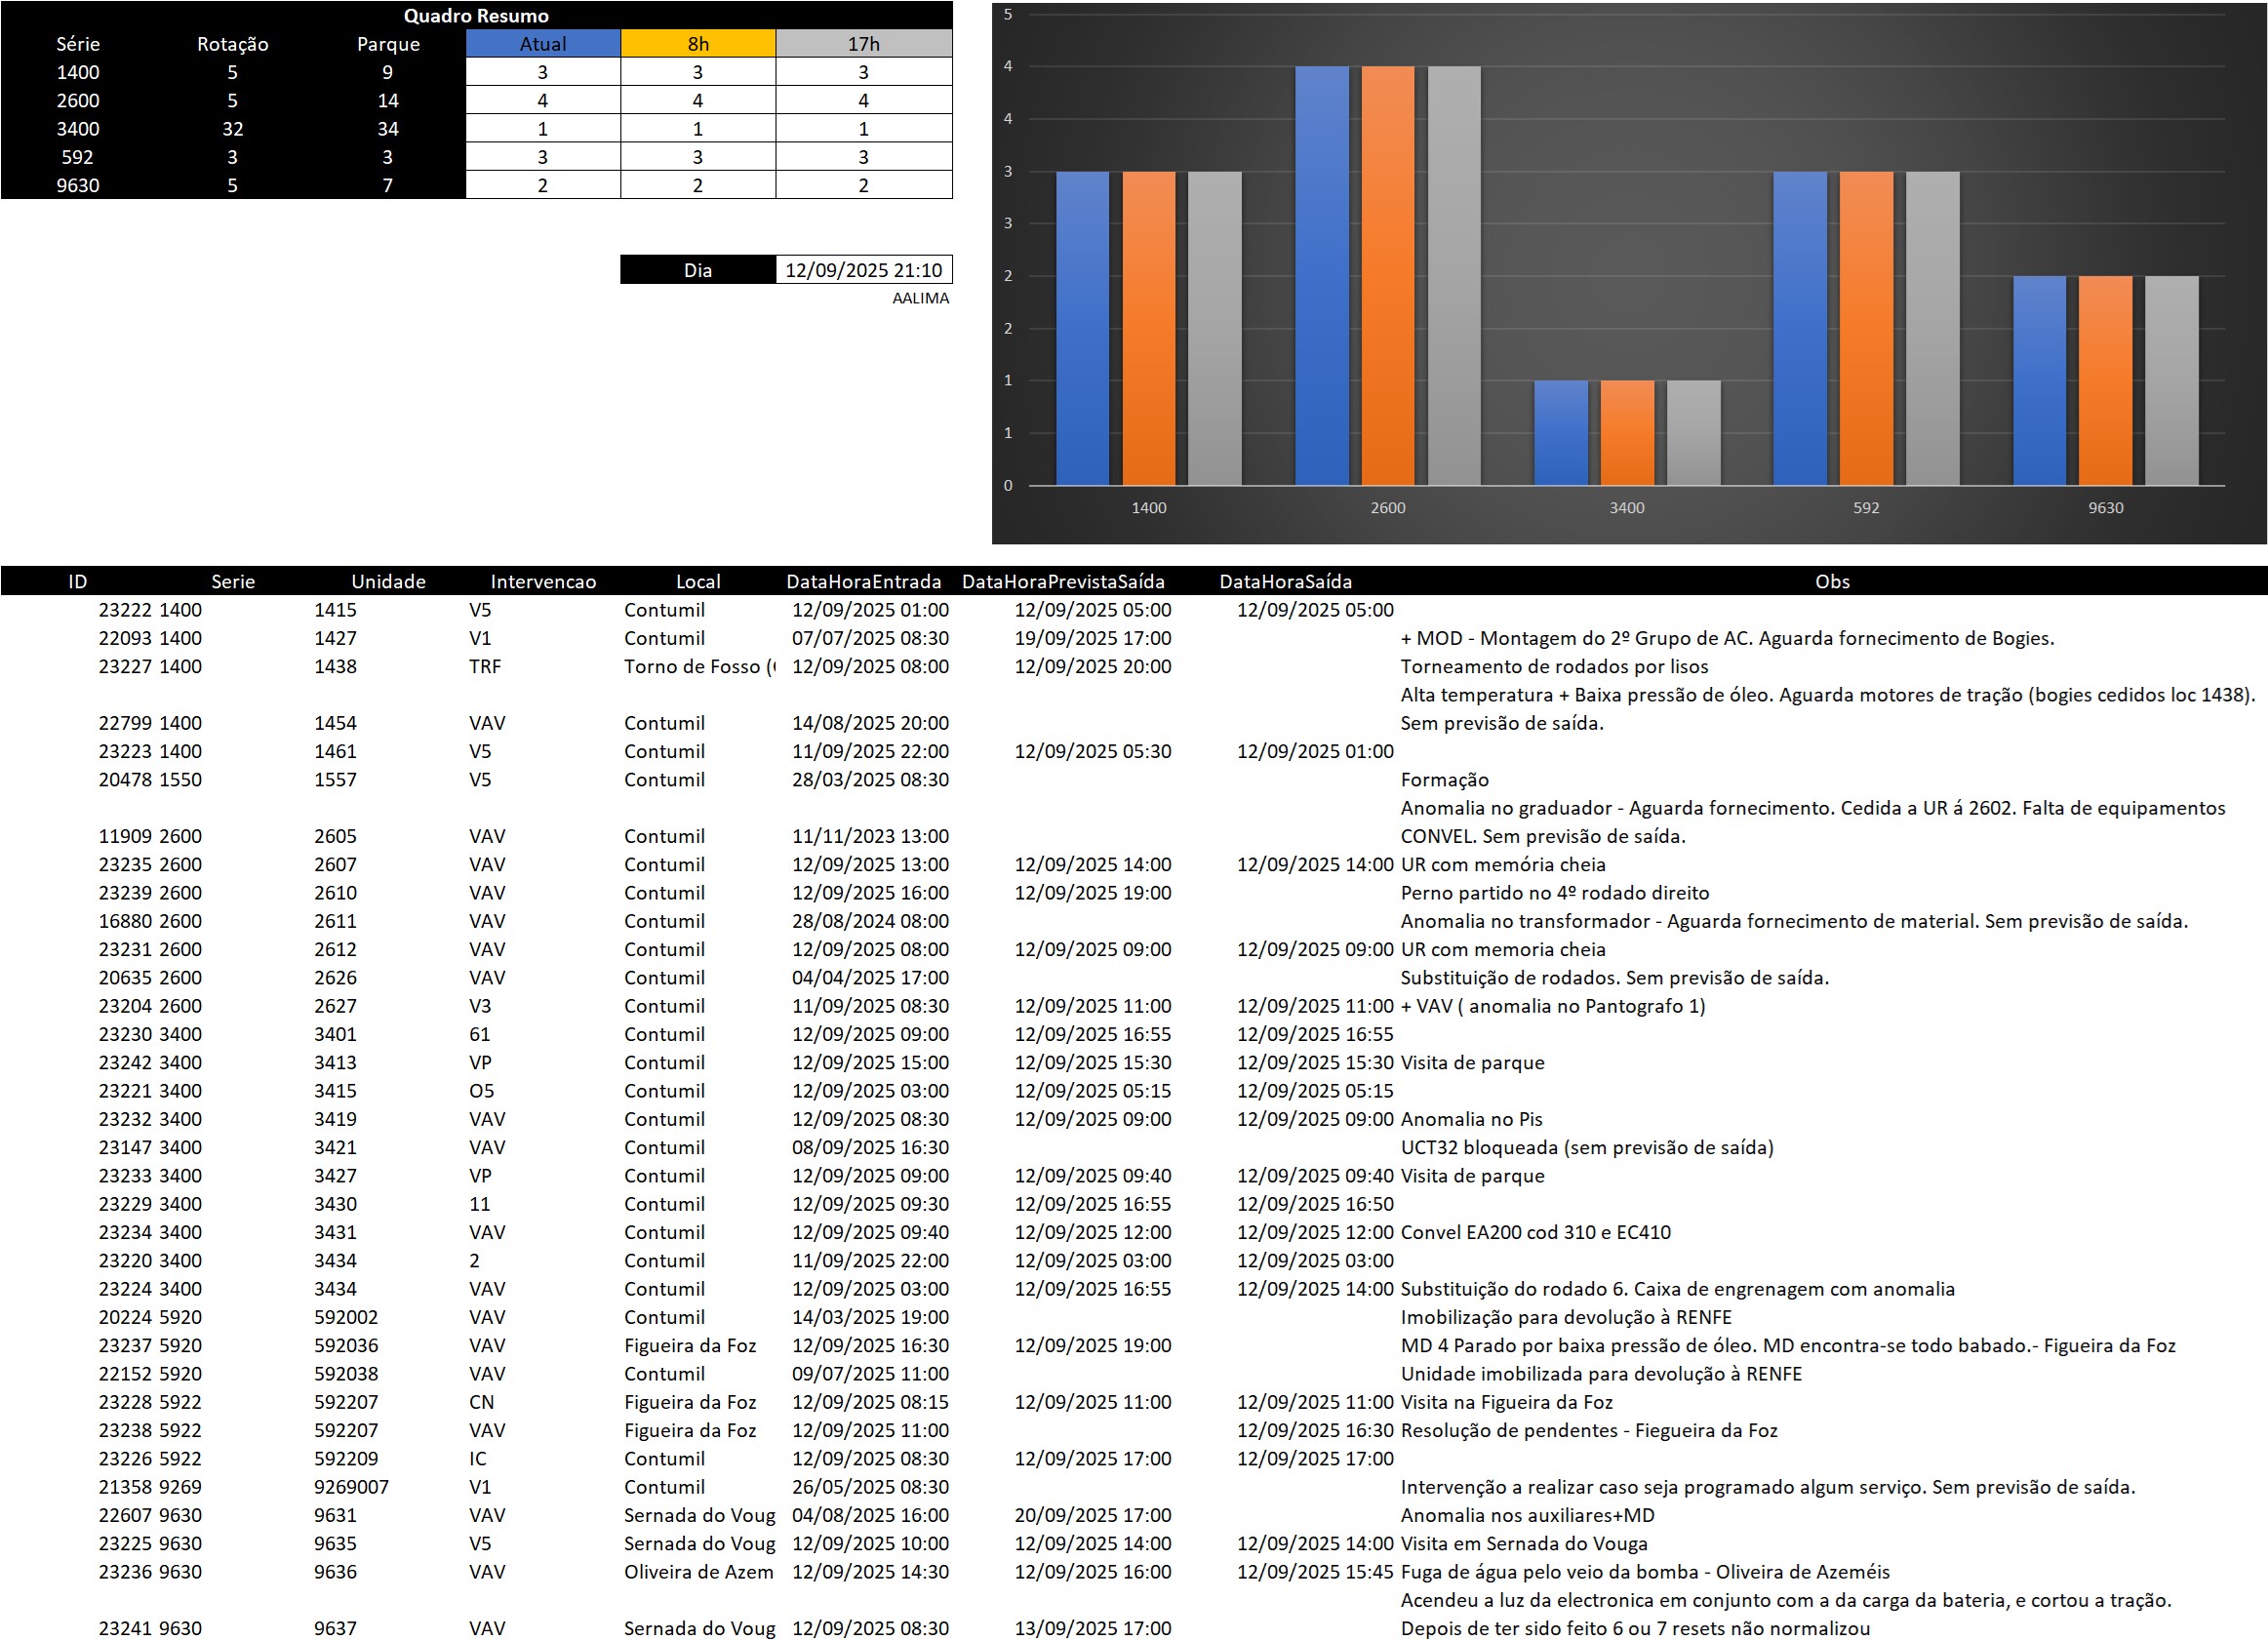 Quadro Resumo
Série Rotação Parque Atual 8h 17h
1400 5 9 3 3 3
2600 5 14 4 4 4
3400 32 34 1 1 1
592 3 3 3 3 3
9630 5 7 2 2 2
Dia 12/09/2025 21:10
AALIMA
5
4
4
3
3
2
2
1
1
0
1400 2600 3400 592 9630
ID Serie Unidade Intervencao Local DataHoraEntrada DataHoraPrevistaSaída DataHoraSaída Obs
23222 1400 1415 V5 Contumil 12/09/2025 01:00 12/09/2025 05:00 12/09/2025 05:00
22093 1400 1427 V1 Contumil 07/07/2025 08:30 19/09/2025 17:00 + MOD - Montagem do 2º Grupo de AC. Aguarda fornecimento de Bogies.
23227 1400 1438 TRF Torno de Fosso ( 12/09/2025 08:00 12/09/2025 20:00 Torneamento de rodados por lisos
Alta temperatura + Baixa pressão de óleo. Aguarda motores de tração (bogies cedidos loc 1438).
22799 1400 1454 VAV Contumil 14/08/2025 20:00 Sem previsão de saída.
23223 1400 1461 V5 Contumil 11/09/2025 22:00 12/09/2025 05:30 12/09/2025 01:00
20478 1550 1557 V5 Contumil 28/03/2025 08:30 Formação
Anomalia no graduador - Aguarda fornecimento. Cedida a UR á 2602. Falta de equipamentos
11909 2600 2605 VAV Contumil 11/11/2023 13:00 CONVEL. Sem previsão de saída.
23235 2600 2607 VAV Contumil 12/09/2025 13:00 12/09/2025 14:00 12/09/2025 14:00 UR com memória cheia
23239 2600 2610 VAV Contumil 12/09/2025 16:00 12/09/2025 19:00 Perno partido no 4º rodado direito
16880 2600 2611 VAV Contumil 28/08/2024 08:00 Anomalia no transformador - Aguarda fornecimento de material. Sem previsão de saída.
23231 2600 2612 VAV Contumil 12/09/2025 08:00 12/09/2025 09:00 12/09/2025 09:00 UR com memoria cheia
20635 2600 2626 VAV Contumil 04/04/2025 17:00 Substituição de rodados. Sem previsão de saída.
23204 2600 2627 V3 Contumil 11/09/2025 08:30 12/09/2025 11:00 12/09/2025 11:00 + VAV ( anomalia no Pantografo 1)
23230 3400 3401 61 Contumil 12/09/2025 09:00 12/09/2025 16:55 12/09/2025 16:55
23242 3400 3413 VP Contumil 12/09/2025 15:00 12/09/2025 15:30 12/09/2025 15:30 Visita de parque
23221 3400 3415 O5 Contumil 12/09/2025 03:00 12/09/2025 05:15 12/09/2025 05:15
23232 3400 3419 VAV Contumil 12/09/2025 08:30 12/09/2025 09:00 12/09/2025 09:00 Anomalia no Pis
23147 3400 3421 VAV Contumil 08/09/2025 16:30 UCT32 bloqueada (sem previsão de saída)
23233 3400 3427 VP Contumil 12/09/2025 09:00 12/09/2025 09:40 12/09/2025 09:40 Visita de parque
23229 3400 3430 11 Contumil 12/09/2025 09:30 12/09/2025 16:55 12/09/2025 16:50
23234 3400 3431 VAV Contumil 12/09/2025 09:40 12/09/2025 12:00 12/09/2025 12:00 Convel EA200 cod 310 e EC410
23220 3400 3434 2 Contumil 11/09/2025 22:00 12/09/2025 03:00 12/09/2025 03:00
23224 3400 3434 VAV Contumil 12/09/2025 03:00 12/09/2025 16:55 12/09/2025 14:00 Substituição do rodado 6. Caixa de engrenagem com anomalia
20224 5920 592002 VAV Contumil 14/03/2025 19:00 Imobilização para devolução à RENFE
23237 5920 592036 VAV Figueira da Foz 12/09/2025 16:30 12/09/2025 19:00 MD 4 Parado por baixa pressão de óleo. MD encontra-se todo babado.- Figueira da Foz
22152 5920 592038 VAV Contumil 09/07/2025 11:00 Unidade imobilizada para devolução à RENFE
23228 5922 592207 CN Figueira da Foz 12/09/2025 08:15 12/09/2025 11:00 12/09/2025 11:00 Visita na Figueira da Foz
23238 5922 592207 VAV Figueira da Foz 12/09/2025 11:00 12/09/2025 16:30 Resolução de pendentes - Fiegueira da Foz
23226 5922 592209 IC Contumil 12/09/2025 08:30 12/09/2025 17:00 12/09/2025 17:00
21358 9269 9269007 V1 Contumil 26/05/2025 08:30 Intervenção a realizar caso seja programado algum serviço. Sem previsão de saída.
22607 9630 9631 VAV Sernada do Voug 04/08/2025 16:00 20/09/2025 17:00 Anomalia nos auxiliares+MD
23225 9630 9635 V5 Sernada do Voug 12/09/2025 10:00 12/09/2025 14:00 12/09/2025 14:00 Visita em Sernada do Vouga
23236 9630 9636 VAV Oliveira de Azem 12/09/2025 14:30 12/09/2025 16:00 12/09/2025 15:45 Fuga de água pelo veio da bomba - Oliveira de Azeméis
Acendeu a luz da electronica em conjunto com a da carga da bateria, e cortou a tração.
23241 9630 9637 VAV Sernada do Voug 12/09/2025 08:30 13/09/2025 17:00 Depois de ter sido feito 6 ou 7 resets não normalizou